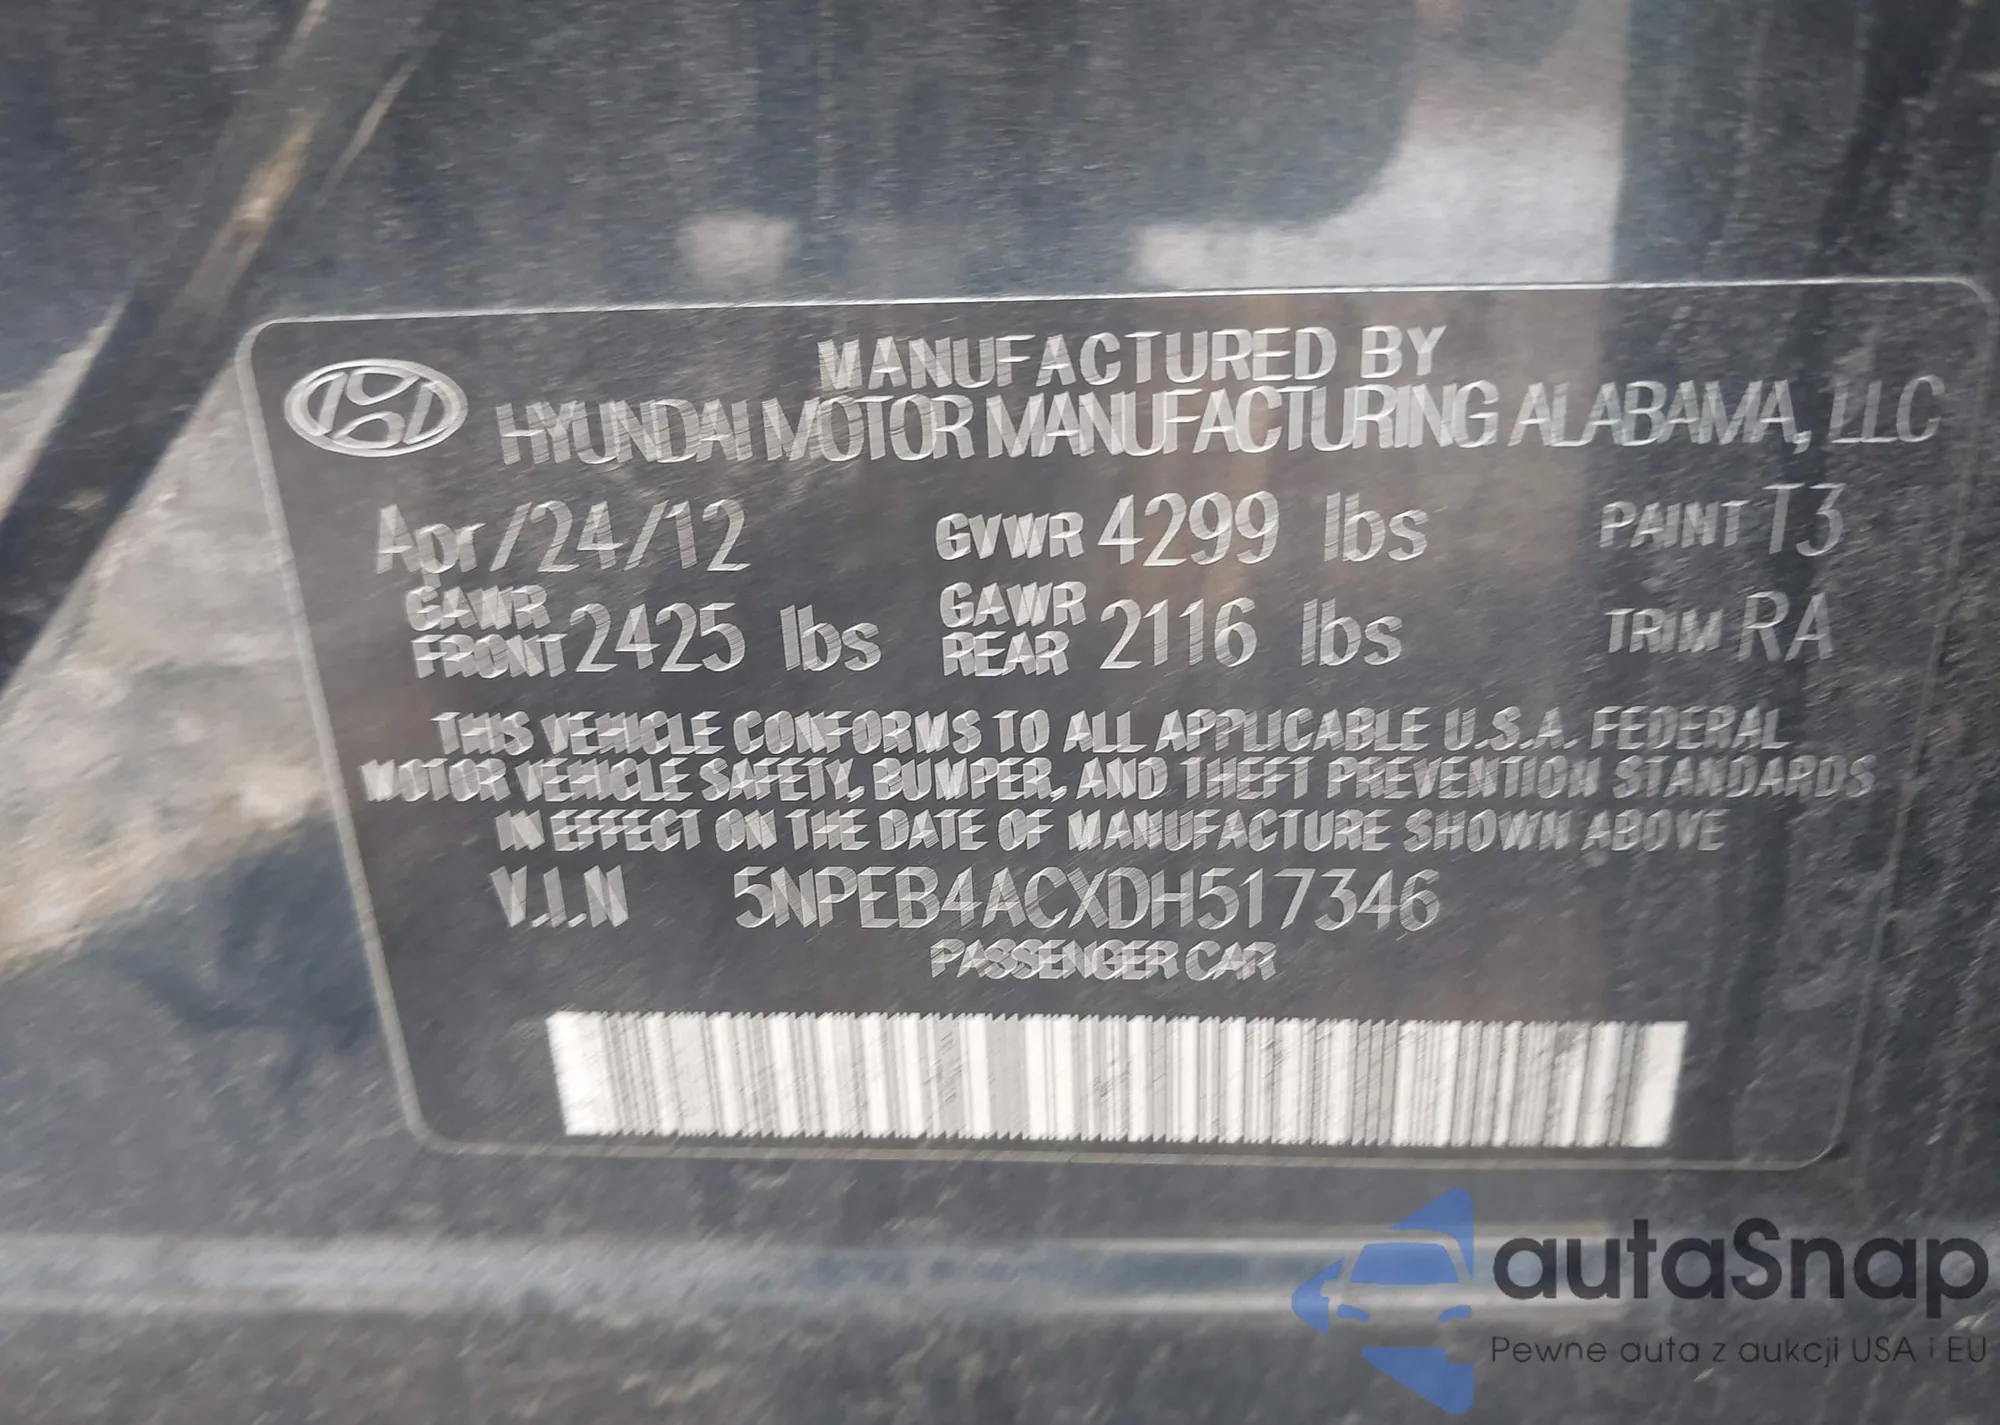 MANUFACTURED BY
HYUNDAI MOTOR MANUFACTURING ALABAMA, LLC
Apr/24/12 GVWR 4299 lbs PAINT T3
GAWR FRONT 2425 lbs GAWR REAR 2116 lbs TRIM RA
THIS VEHICLE CONFORMS TO ALL APPLICABLE U.S.A. FEDERAL
MOTOR VEHICLE SAFETY, BUMPER, AND THEFT PREVENTION STANDARDS
IN EFFECT ON THE DATE OF MANUFACTURE SHOWN ABOVE
V.I.N 5NPEB4ACXDH517346
PASSENGER CAR
autaSnap
Pewne auta z aukcji USA i EU